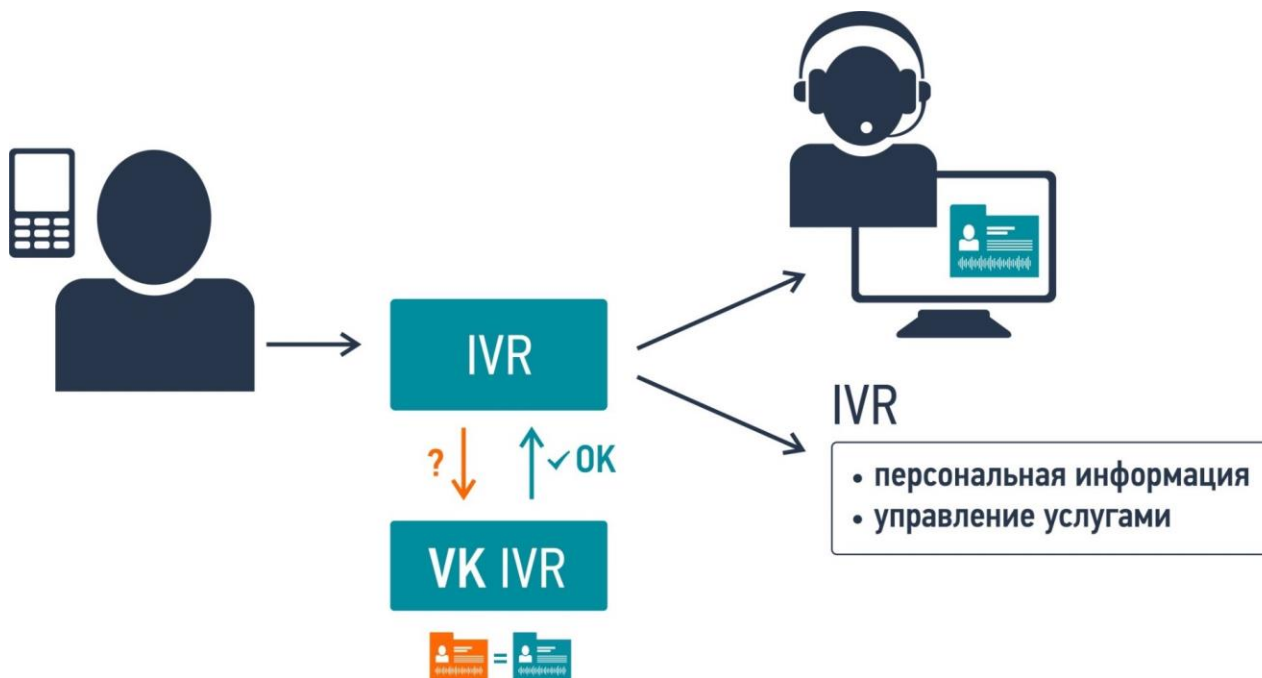 IVR
? ✓ OK
VK IVR
=
IVR
• персональная информация
• управление услугами